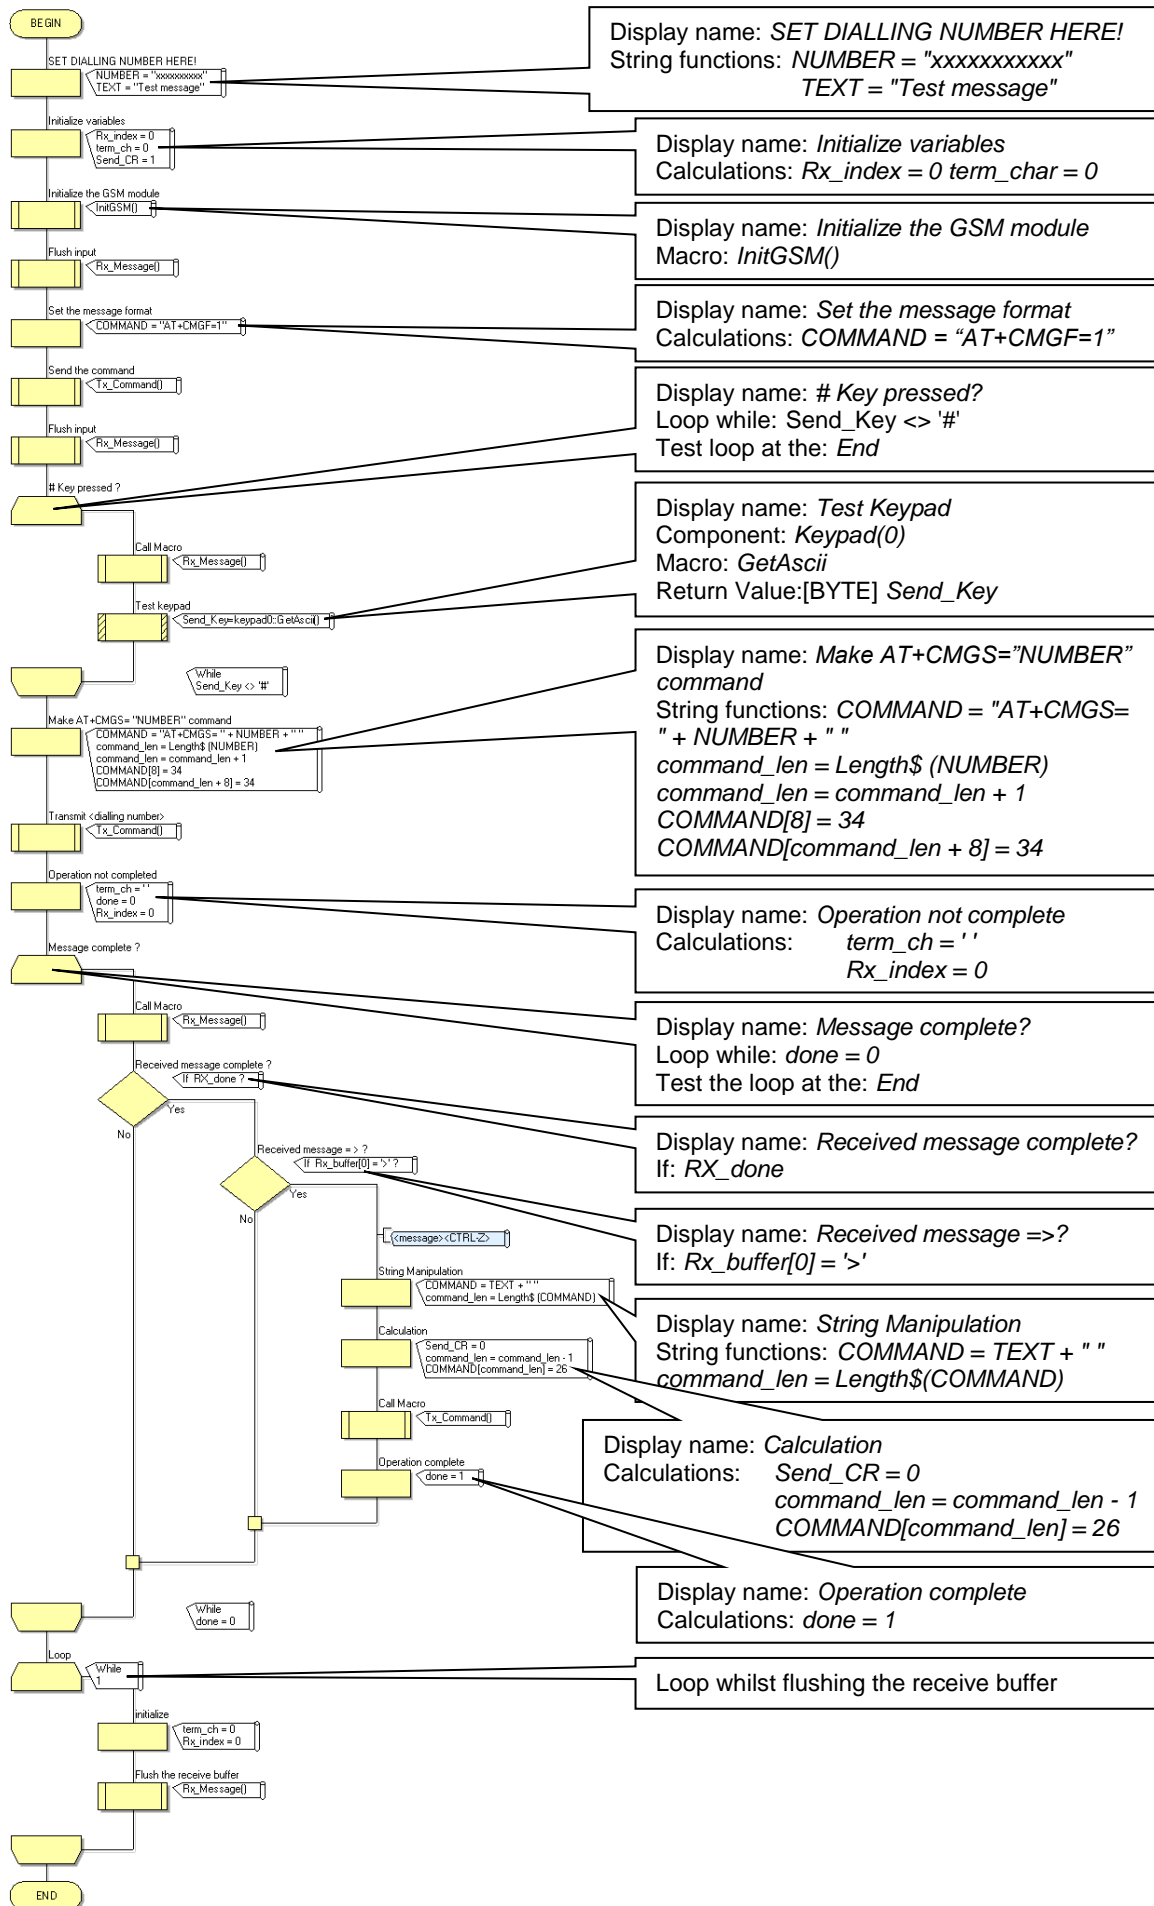 BEGIN
SET DIALLING NUMBER HERE!
NUMBER = "xxxxxxxxxx"
TEXT = "Test message"
Display name: SET DIALLING NUMBER HERE!
String functions: NUMBER = "xxxxxxxxxxx"
TEXT = "Test message"
Initialize variables
Rx_index = 0
term_ch = 0
Send_CR = 1
Display name: Initialize variables
Calculations: Rx_index = 0 term_char = 0
Initialize the GSM module
InitGSM()
Display name: Initialize the GSM module
Macro: InitGSM()
Flush input
Rx_Message()
Set the message format
COMMAND = "AT+CMGF=1"
Display name: Set the message format
Calculations: COMMAND = “AT+CMGF=1”
Send the command
Tx_Command()
Flush input
Rx_Message()
# Key pressed ?
Display name: # Key pressed?
Loop while: Send_Key <> '#'
Test loop at the: End
Call Macro
Rx_Message()
Test keypad
Send_Key=keypad0::GetAscii()
Display name: Test Keypad
Component: Keypad(0)
Macro: GetAscii
Return Value:[BYTE] Send_Key
While
Send_Key <> '#'
Make AT+CMGS= "NUMBER" command
COMMAND = "AT+CMGS= " + NUMBER + " "
command_len = Length$ (NUMBER)
command_len = command_len + 1
COMMAND[8] = 34
COMMAND[command_len + 8] = 34
Display name: Make AT+CMGS=”NUMBER”
command
String functions: COMMAND = "AT+CMGS=
" + NUMBER + " "
command_len = Length$ (NUMBER)
command_len = command_len + 1
COMMAND[8] = 34
COMMAND[command_len + 8] = 34
Transmit <dialling number>
Tx_Command()
Operation not completed
term_ch = ' '
done = 0
Rx_index = 0
Display name: Operation not complete
Calculations: term_ch = ' '
Rx_index = 0
Message complete ?
Display name: Message complete?
Loop while: done = 0
Test the loop at the: End
Call Macro
Rx_Message()
Received message complete ?
If RX_done ?
Yes
No
Display name: Received message complete?
If: RX_done
Received message = > ?
If Rx_buffer[0] = '>' ?
Yes
No
Display name: Received message =>?
If: Rx_buffer[0] = '>'
<message><CTRL-Z>
String Manipulation
COMMAND = TEXT + " "
command_len = Length$ (COMMAND)
Display name: String Manipulation
String functions: COMMAND = TEXT + " "
command_len = Length$(COMMAND)
Calculation
Send_CR = 0
command_len = command_len - 1
COMMAND[command_len] = 26
Display name: Calculation
Calculations: Send_CR = 0
command_len = command_len - 1
COMMAND[command_len] = 26
Call Macro
Tx_Command()
Operation complete
done = 1
Display name: Operation complete
Calculations: done = 1
While
done = 0
Loop
While
1
Loop whilst flushing the receive buffer
initialize
term_ch = 0
Rx_index = 0
Flush the receive buffer
Rx_Message()
END